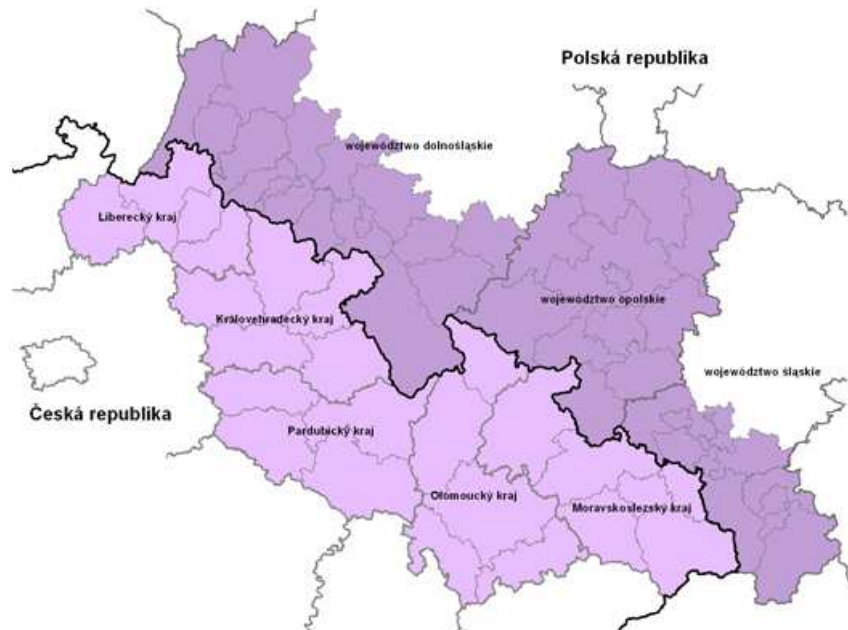 Polská republika
województwo dolnośląskie
Liberecký kraj
województwo opolskie
Královehradecký kraj
województwo śląskie
Česká republika
Pardubický kraj
Olomoucký kraj
Moravskoslezský kraj